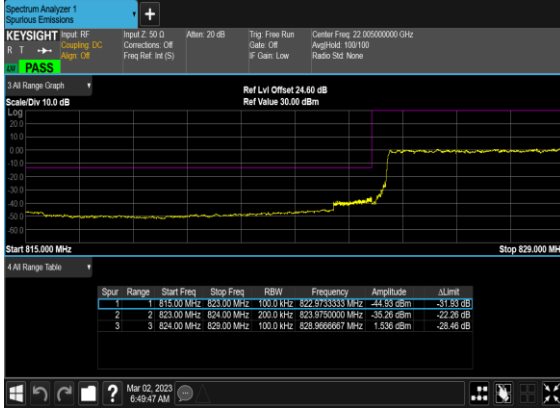 Spectrum Analyzer 1
Spurious Emissions
+
KEYSIGHT Input: RF Input Z: 50 Ω Atten: 20 dB Trig: Free Run Center Freq: 22.005000000 GHz
R T Coupling: DC Corrections: Off Gate: Off Avg|Hold: 100/100
Align: Off Freq Ref: Int (S) IF Gain: Low Radio Std: None
PASS
3 All Range Graph
Ref Lvl Offset 24.60 dB
Scale/Div 10.0 dB Ref Value 30.00 dBm
Log
20.0
10.0
0.00
-10.0
-20.0
-30.0
-40.0
-50.0
-60.0
Start 815.000 MHz Stop 829.000 MH
4 All Range Table
Spur Range Start Freq Stop Freq RBW Frequency Amplitude ΔLimit
1 1 815.00 MHz 823.00 MHz 100.0 kHz 822.9733333 MHz -44.93 dBm -31.93 dB
2 2 823.00 MHz 824.00 MHz 200.0 kHz 823.9750000 MHz -35.26 dBm -22.26 dB
3 3 824.00 MHz 829.00 MHz 100.0 kHz 828.9666667 MHz 1.536 dBm -28.46 dB
? Mar 02, 2023
6:49:47 AM